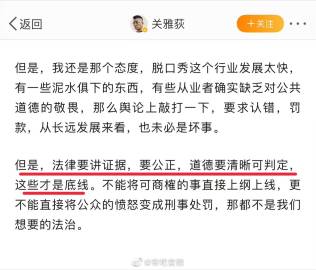 返回
关雅荻
+关注
但是，我还是那个态度，脱口秀这个行业发展太快，
有一些泥水俱下的东西，有些从业者确实缺乏对公共
道德的敬畏，那么舆论上敲打一下，要求认错，罚
款，从长远发展来看，也未必是坏事。
但是，法律要讲证据，要公正，道德要清晰可判定，
这些才是底线。不能将可商榷的事直接上纲上线，更
不能直接将公众的愤怒变成刑事处罚，那都不是我们
想要的法治。